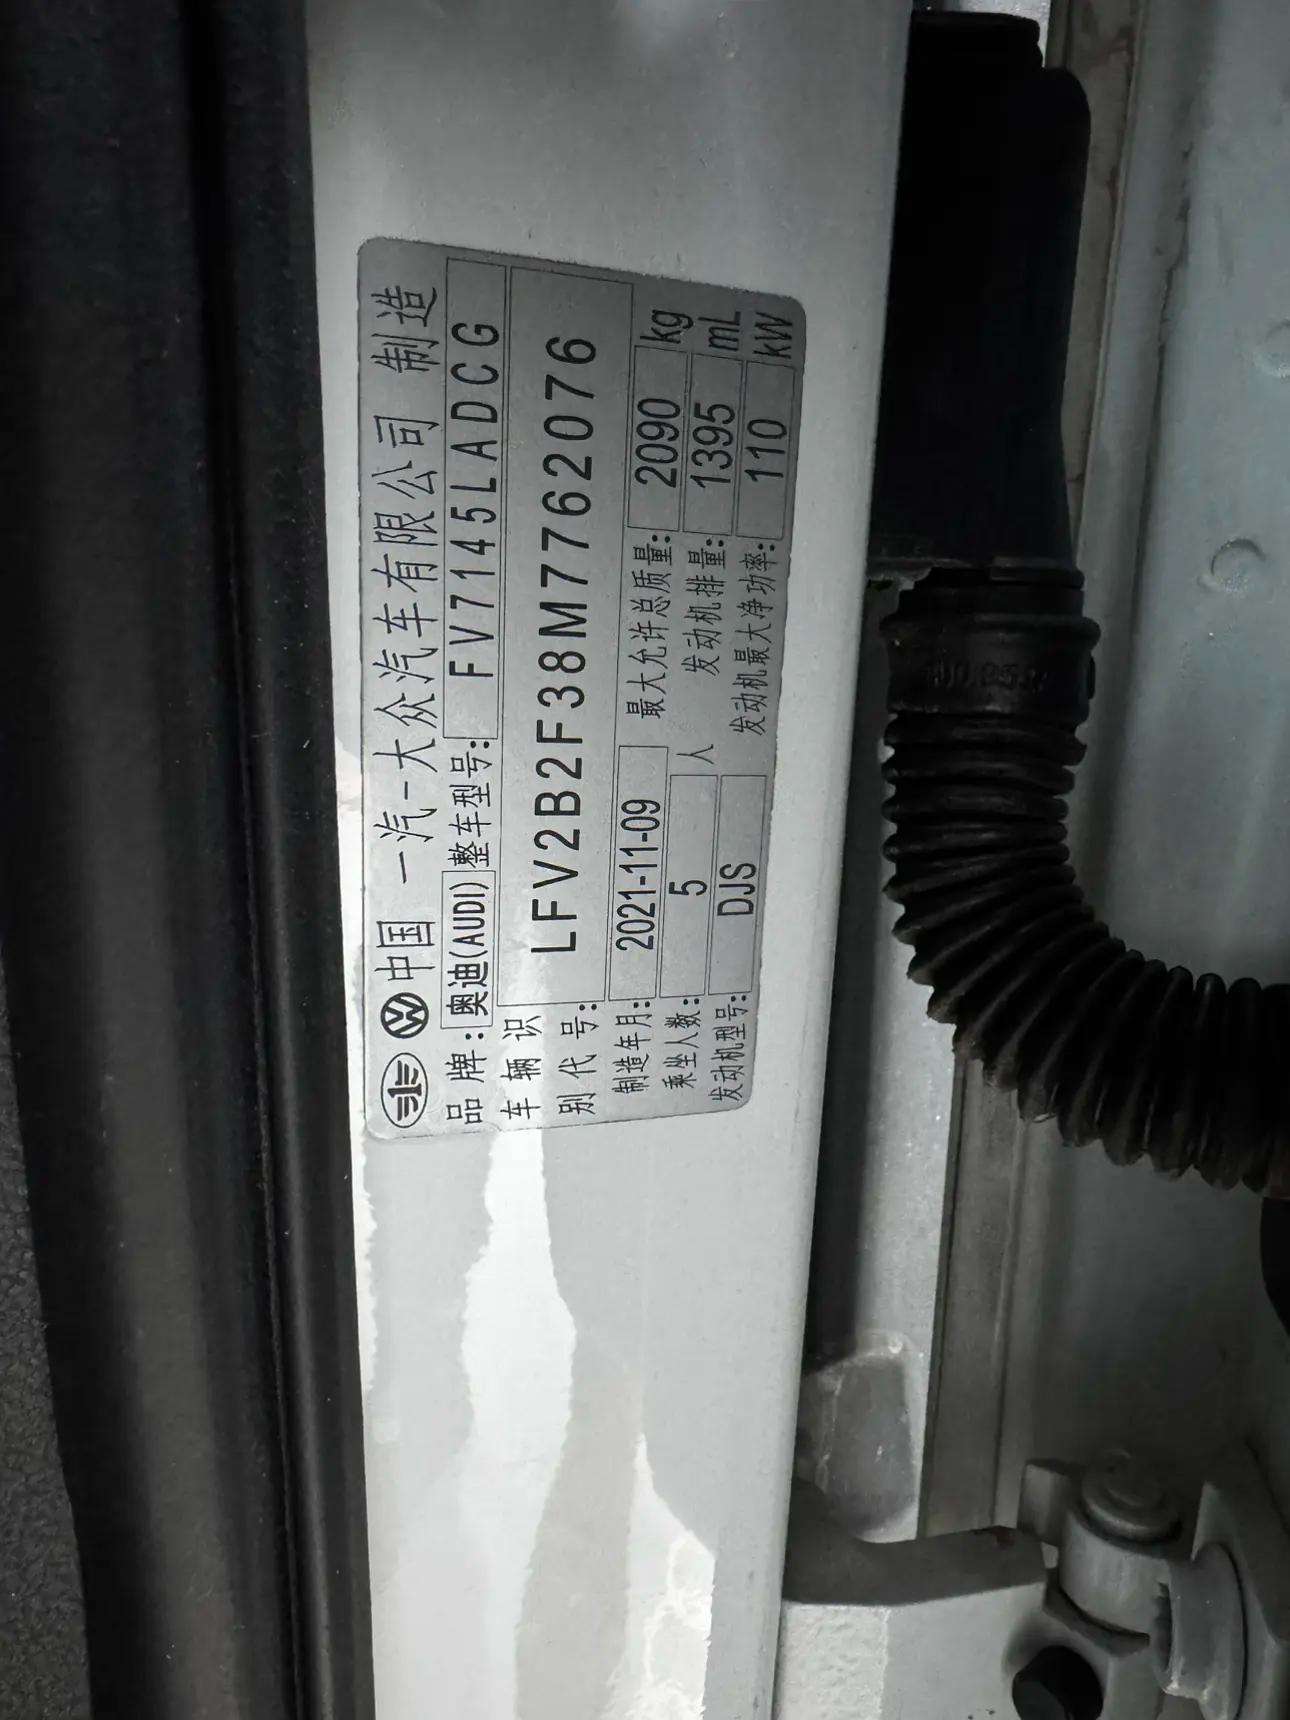 中国 一汽-大众汽车有限公司 制造
品牌:奥迪(AUDI) 整车型号:FV7145LADCG
车辆识别代号:LFV2B2F38M7762076
制造年月:2021-11-09 最大允许总质量:2090 kg
乘坐人数:5 人 发动机排量:1395 mL
发动机型号:DJS 发动机最大净功率:110 kW